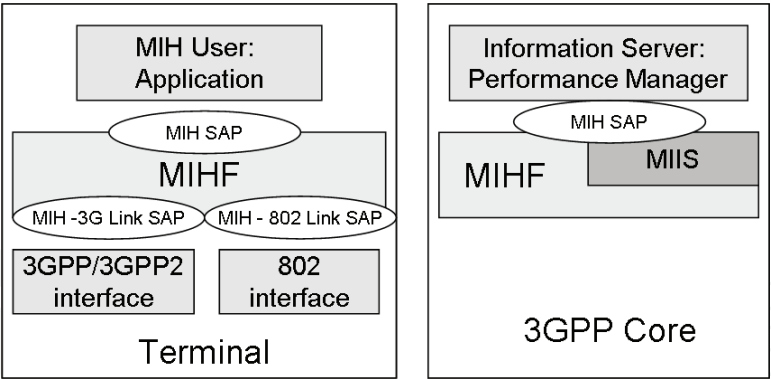 MIH User:
Application
MIH SAP
MIHF
MIH -3G Link SAP
MIH - 802 Link SAP
3GPP/3GPP2
interface
802
interface
Terminal
Information Server:
Performance Manager
MIH SAP
MIIS
MIHF
3GPP Core